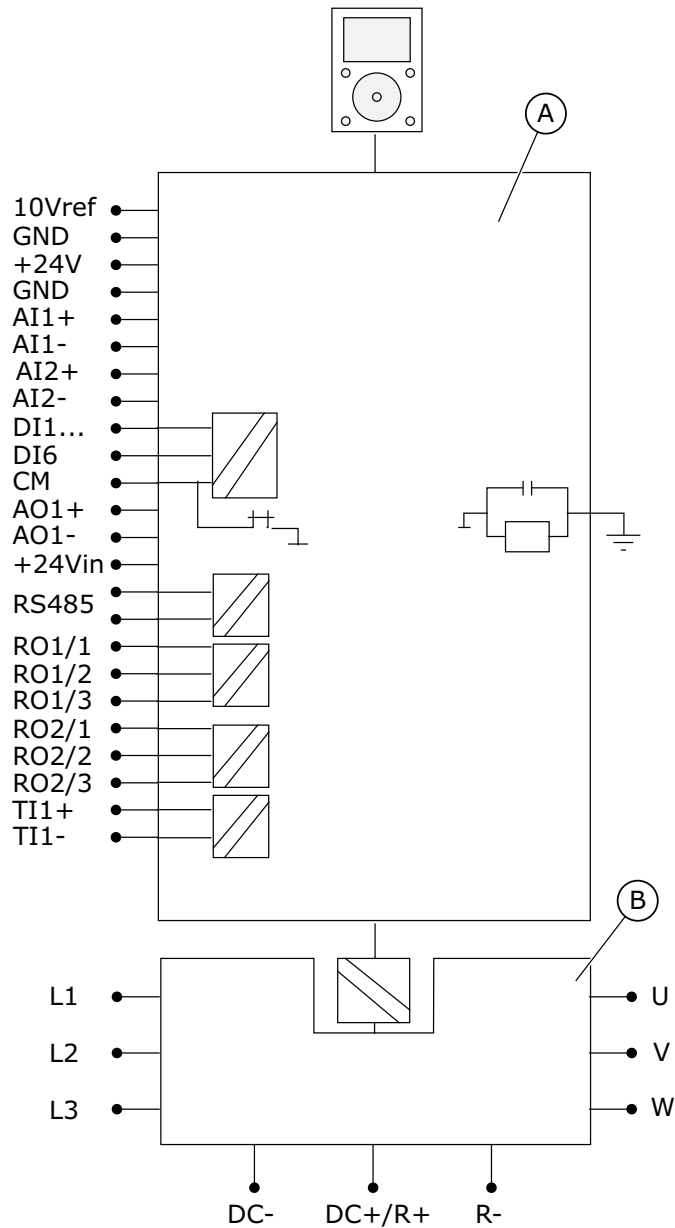 A
10Vref
GND
+24V
GND
AI1+
AI1-
AI2+
AI2-
DI1...
DI6
CM
AO1+
AO1-
+24Vin
RS485
RO1/1
RO1/2
RO1/3
RO2/1
RO2/2
RO2/3
TI1+
TI1-
B
L1 U
L2 V
L3 W
DC- DC+/R+ R-